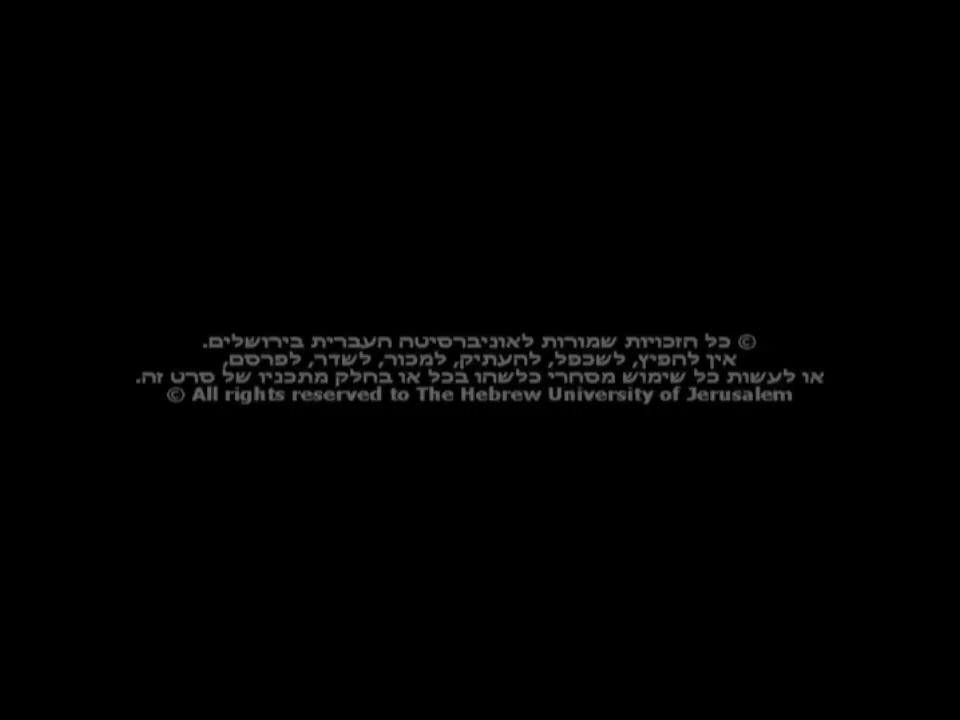 © כל הזכויות שמורות לאוניברסיטה העברית בירושלים.
אין להפיץ, לשכפל, להעתיק, למכור, לשדר, לפרסם,
או לעשות כל שימוש מסחרי כלשהו בכל או בחלק מתכניו של סרט זה.
© All rights reserved to The Hebrew University of Jerusalem